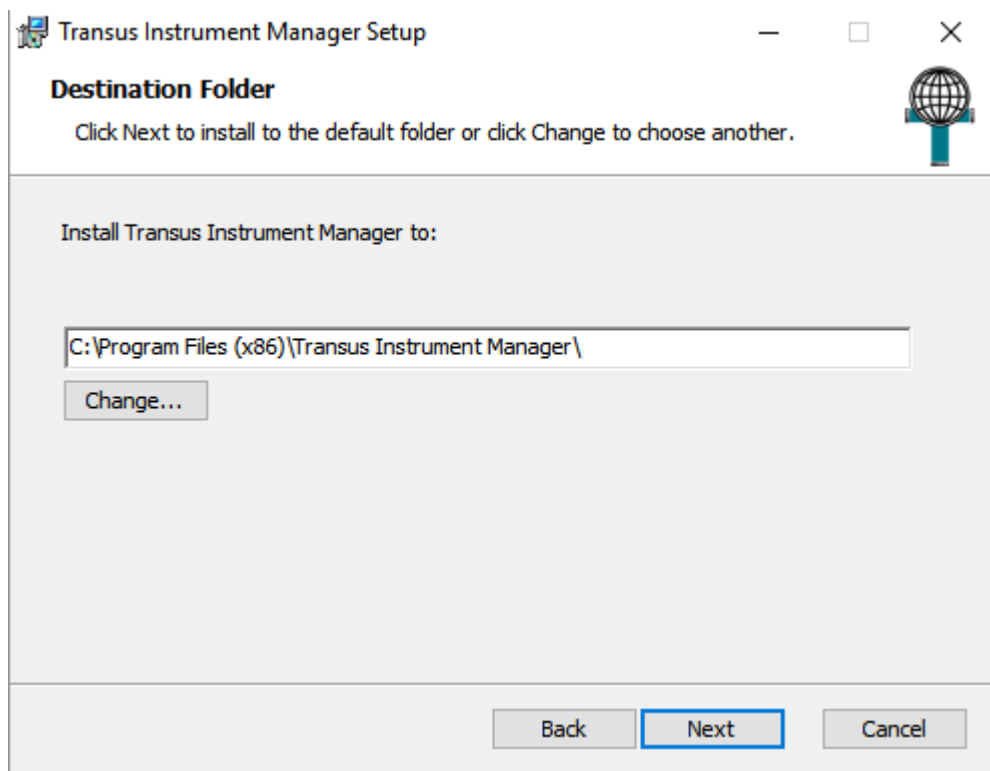 Transus Instrument Manager Setup
Destination Folder
Click Next to install to the default folder or click Change to choose another.
Install Transus Instrument Manager to:
C:\Program Files (x86)\Transus Instrument Manager\
Change...
Back Next Cancel